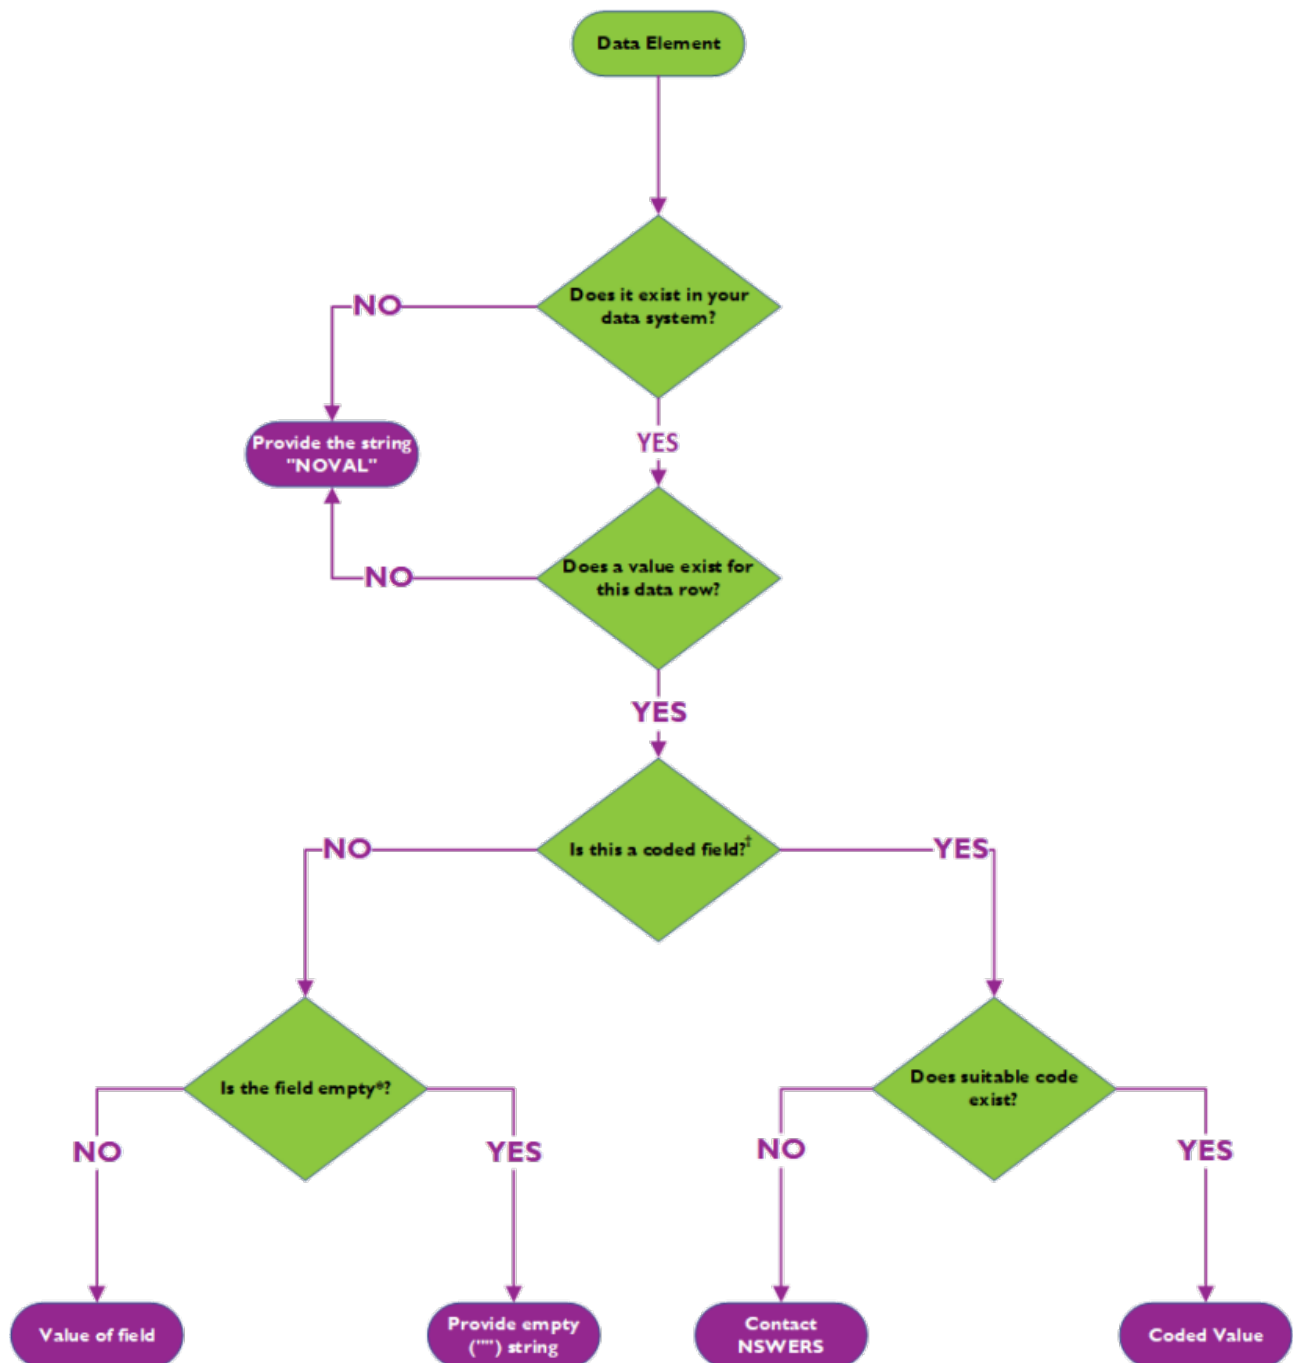 Data Element
Does it exist in your
data system?
NO
YES
Provide the string
"NOVAL"
Does a value exist for
this data row?
NO
YES
Is this a coded field?‡
NO
YES
Is the field empty*?
Does suitable code
exist?
NO
YES
NO
YES
Value of field
Provide empty
("") string
Contact
NSWERS
Coded Value